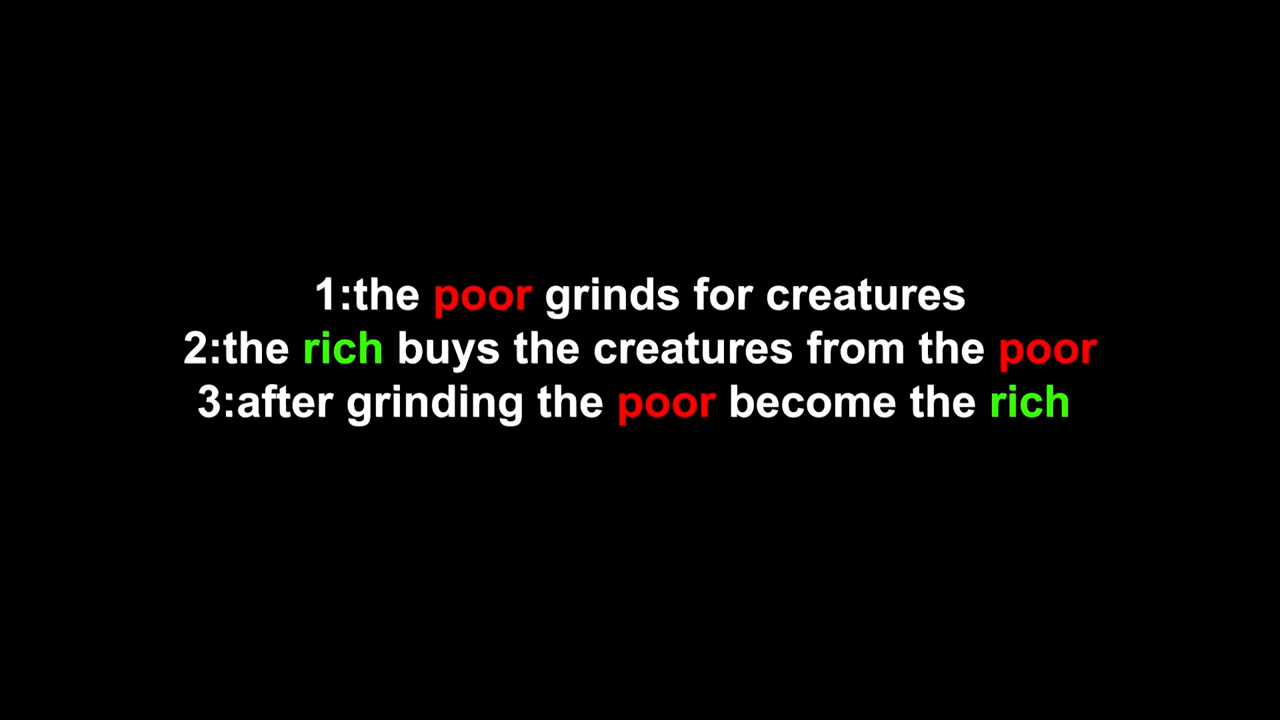 1:the poor grinds for creatures
2:the rich buys the creatures from the poor
3:after grinding the poor become the rich